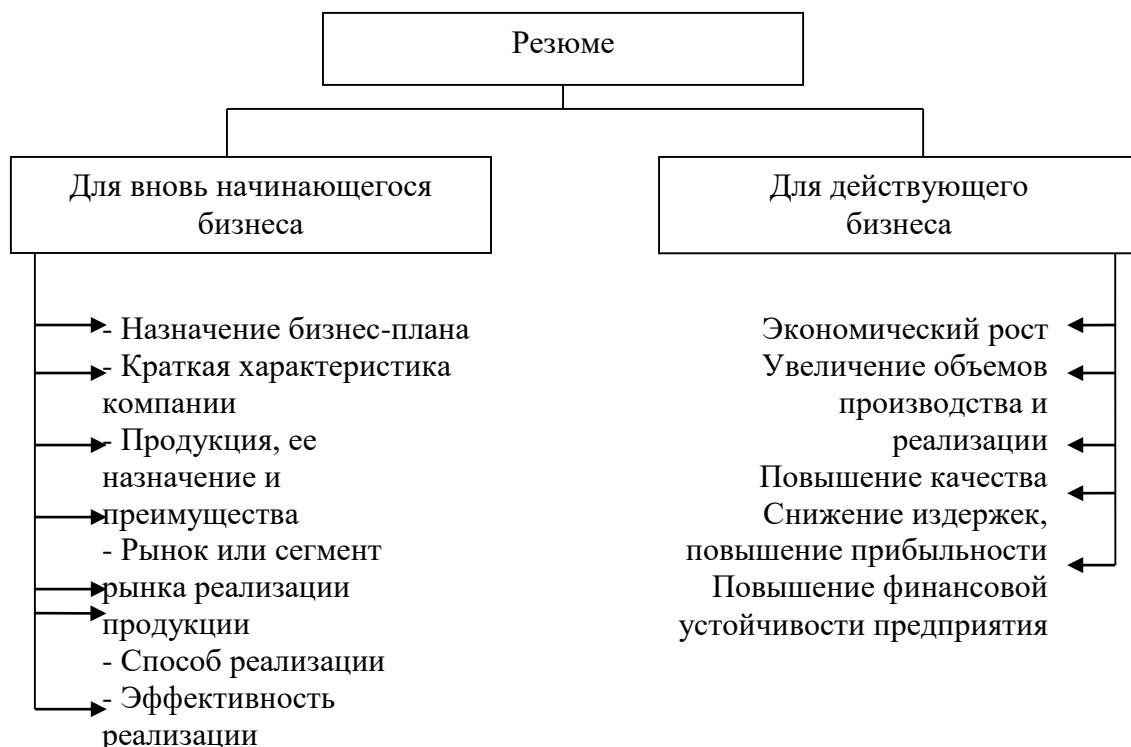 Резюме
Для вновь начинающегося
бизнеса
Для действующего
бизнеса
- Назначение бизнес-плана
- Краткая характеристика
компании
- Продукция, ее
назначение и
преимущества
- Рынок или сегмент
рынка реализации
продукции
- Способ реализации
- Эффективность
реализации
Экономический рост
Увеличение объемов
производства и
реализации
Повышение качества
Снижение издержек,
повышение прибыльности
Повышение финансовой
устойчивости предприятия